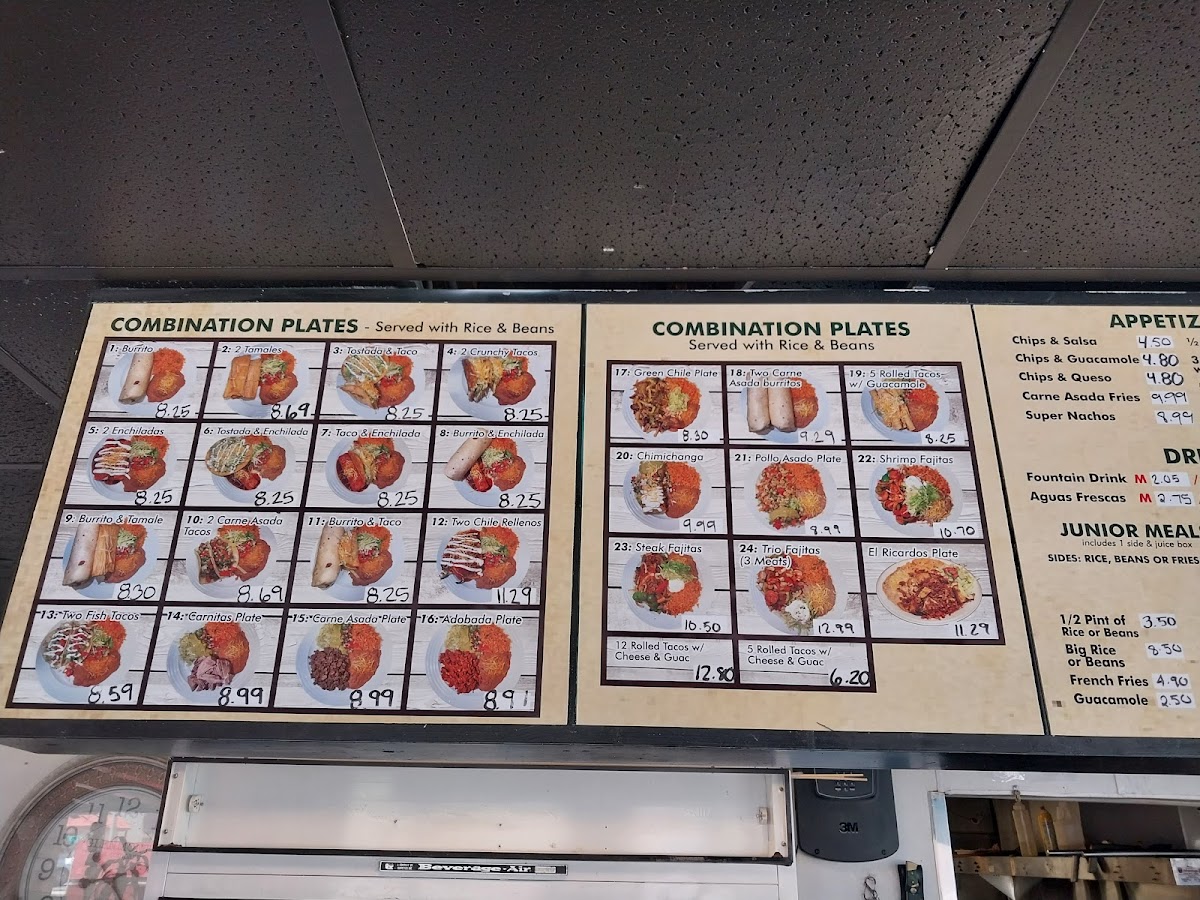 COMBINATION PLATES - Served with Rice & Beans
1: Burrito
8.25
2: 2 Tamales
8.69
3: Tostada & Taco
8.25
4: 2 Crunchy Tacos
8.25
5: 2 Enchiladas
8.25
6: Tostada & Enchilada
8.25
7: Taco & Enchilada
8.25
8: Burrito & Enchilada
8.25
9: Burrito & Tamale
8.30
10: 2 Carne Asada
Tacos
8.69
11: Burrito & Taco
8.25
12: Two Chile Rellenos
11.29
13: Two Fish Tacos
8.59
14: Carnitas Plate
8.99
15: Carne Asada Plate
8.99
16: Adobada Plate
8.91
COMBINATION PLATES
Served with Rice & Beans
17: Green Chile Plate
8.30
18: Two Carne
Asada burritos
9.29
19: 5 Rolled Tacos
w/ Guacamole
8.25
20: Chimichanga
9.99
21: Pollo Asado Plate
8.99
22: Shrimp Fajitas
10.70
23: Steak Fajitas
10.50
24: Trio Fajitas
(3 Meats)
12.99
El Ricardos Plate
11.29
12 Rolled Tacos w/
Cheese & Guac
12.80
5 Rolled Tacos w/
Cheese & Guac
6.20
APPETIZ
Chips & Salsa 4.50 1/2
Chips & Guacamole 4.80
Chips & Queso 4.80
Carne Asada Fries 9.99
Super Nachos 8.99
DRI
Fountain Drink M 2.05 /
Aguas Frescas M 2.75
JUNIOR MEAL
includes 1 side & juice box
SIDES: RICE, BEANS OR FRIES
1/2 Pint of
Rice or Beans 3.50
Big Rice
or Beans 8.50
French Fries 4.90
Guacamole 2.50
12
11
10
9
Beverage-Air
3M